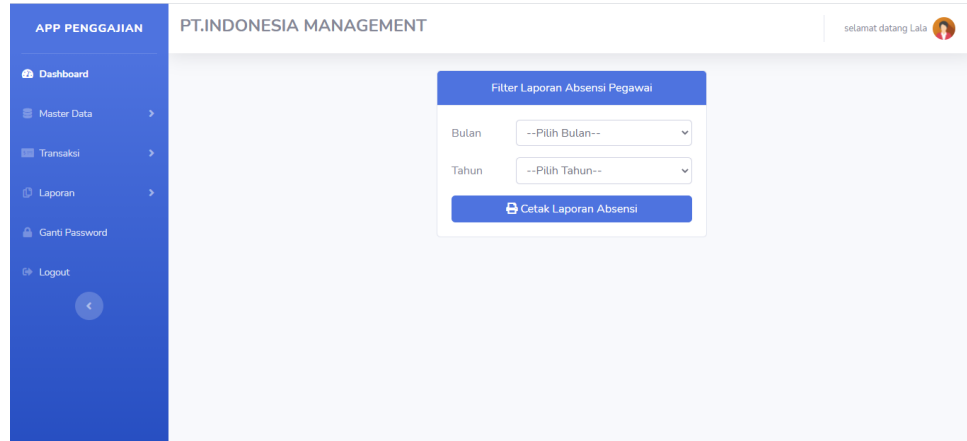 APP PENGGAJIAN
PT.INDONESIA MANAGEMENT
selamat datang Lala
Dashboard
Master Data
Transaksi
Laporan
Ganti Password
Logout
Filter Laporan Absensi Pegawai
Bulan --Pilih Bulan--
Tahun --Pilih Tahun--
Cetak Laporan Absensi